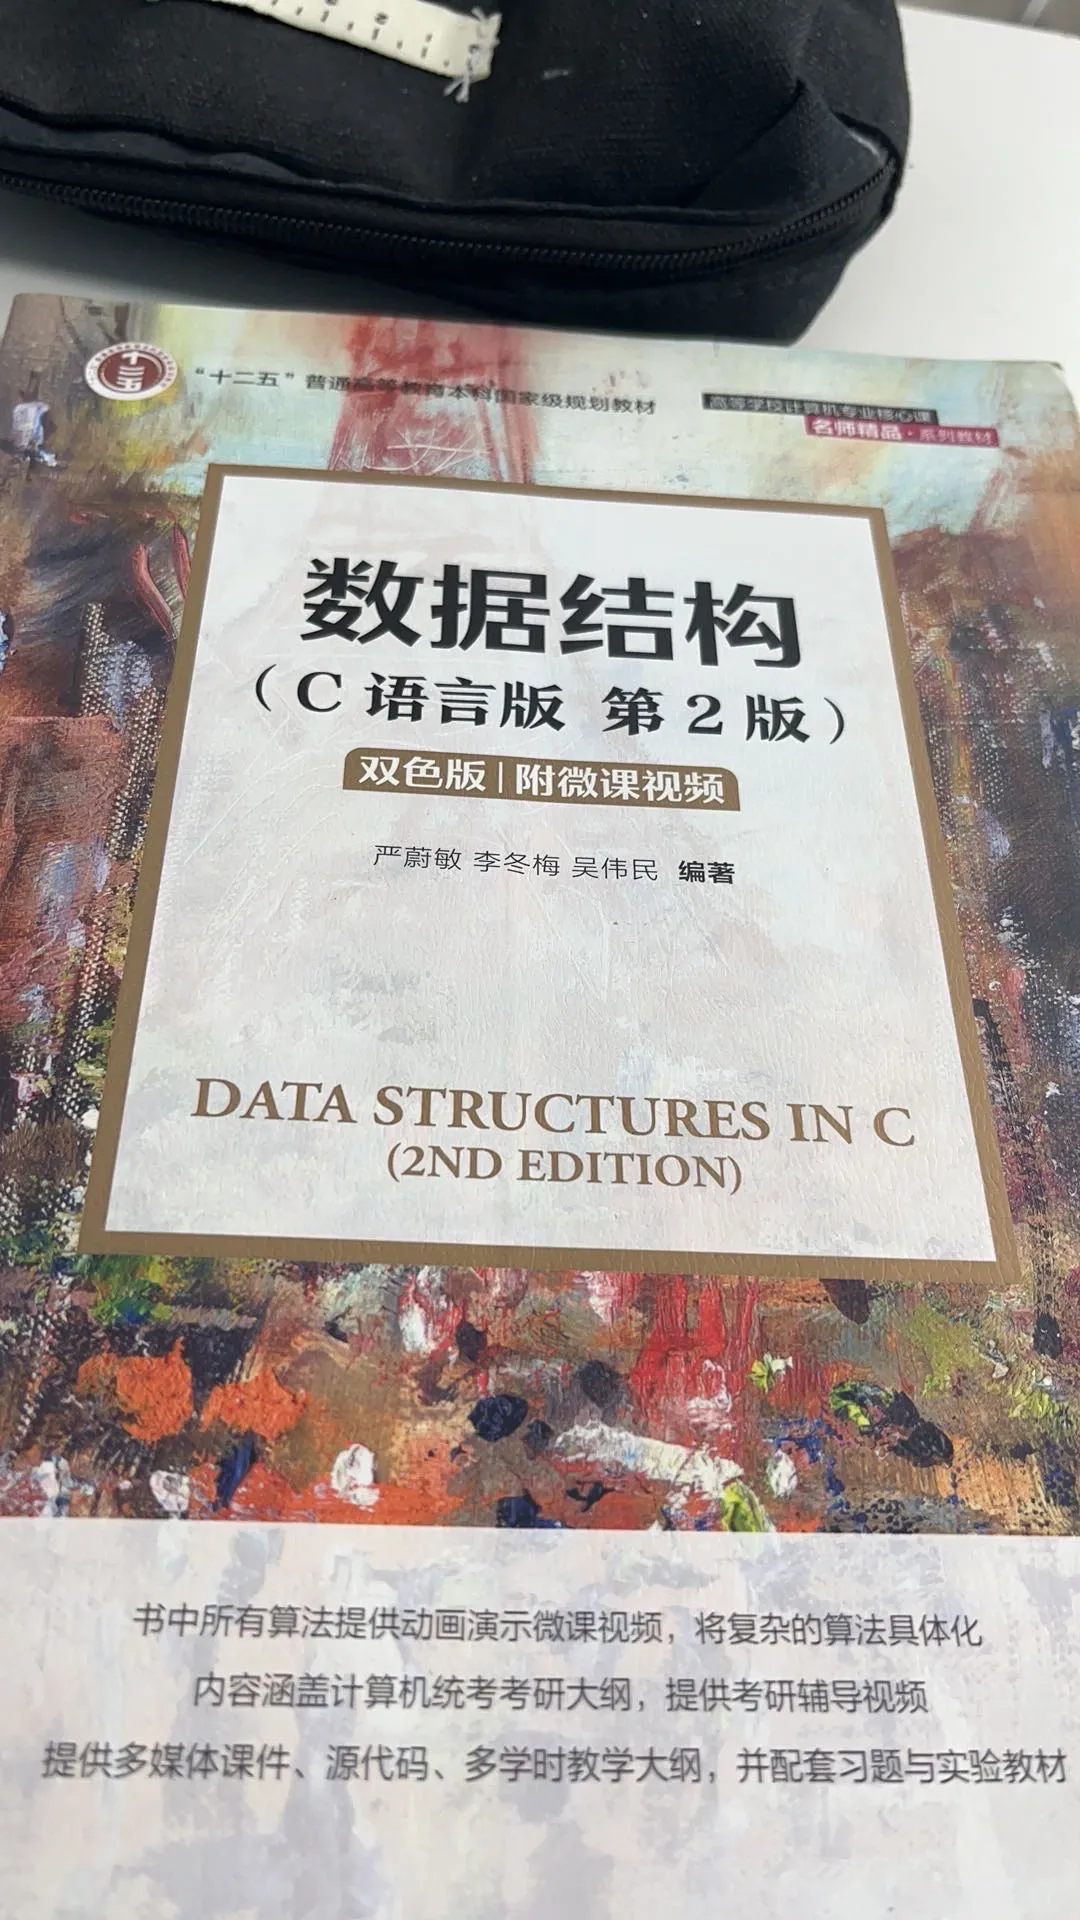 “十二五”普通高等教育本科国家级规划教材
高等学校计算机专业核心课
名师精品·系列教材
十二五
数据结构
（C 语言版 第 2 版）
双色版|附微课视频
严蔚敏 李冬梅 吴伟民 编著
DATA STRUCTURES IN C
(2ND EDITION)
书中所有算法提供动画演示微课视频，将复杂的算法具体化
内容涵盖计算机统考考研大纲，提供考研辅导视频
提供多媒体课件、源代码、多学时教学大纲，并配套习题与实验教材